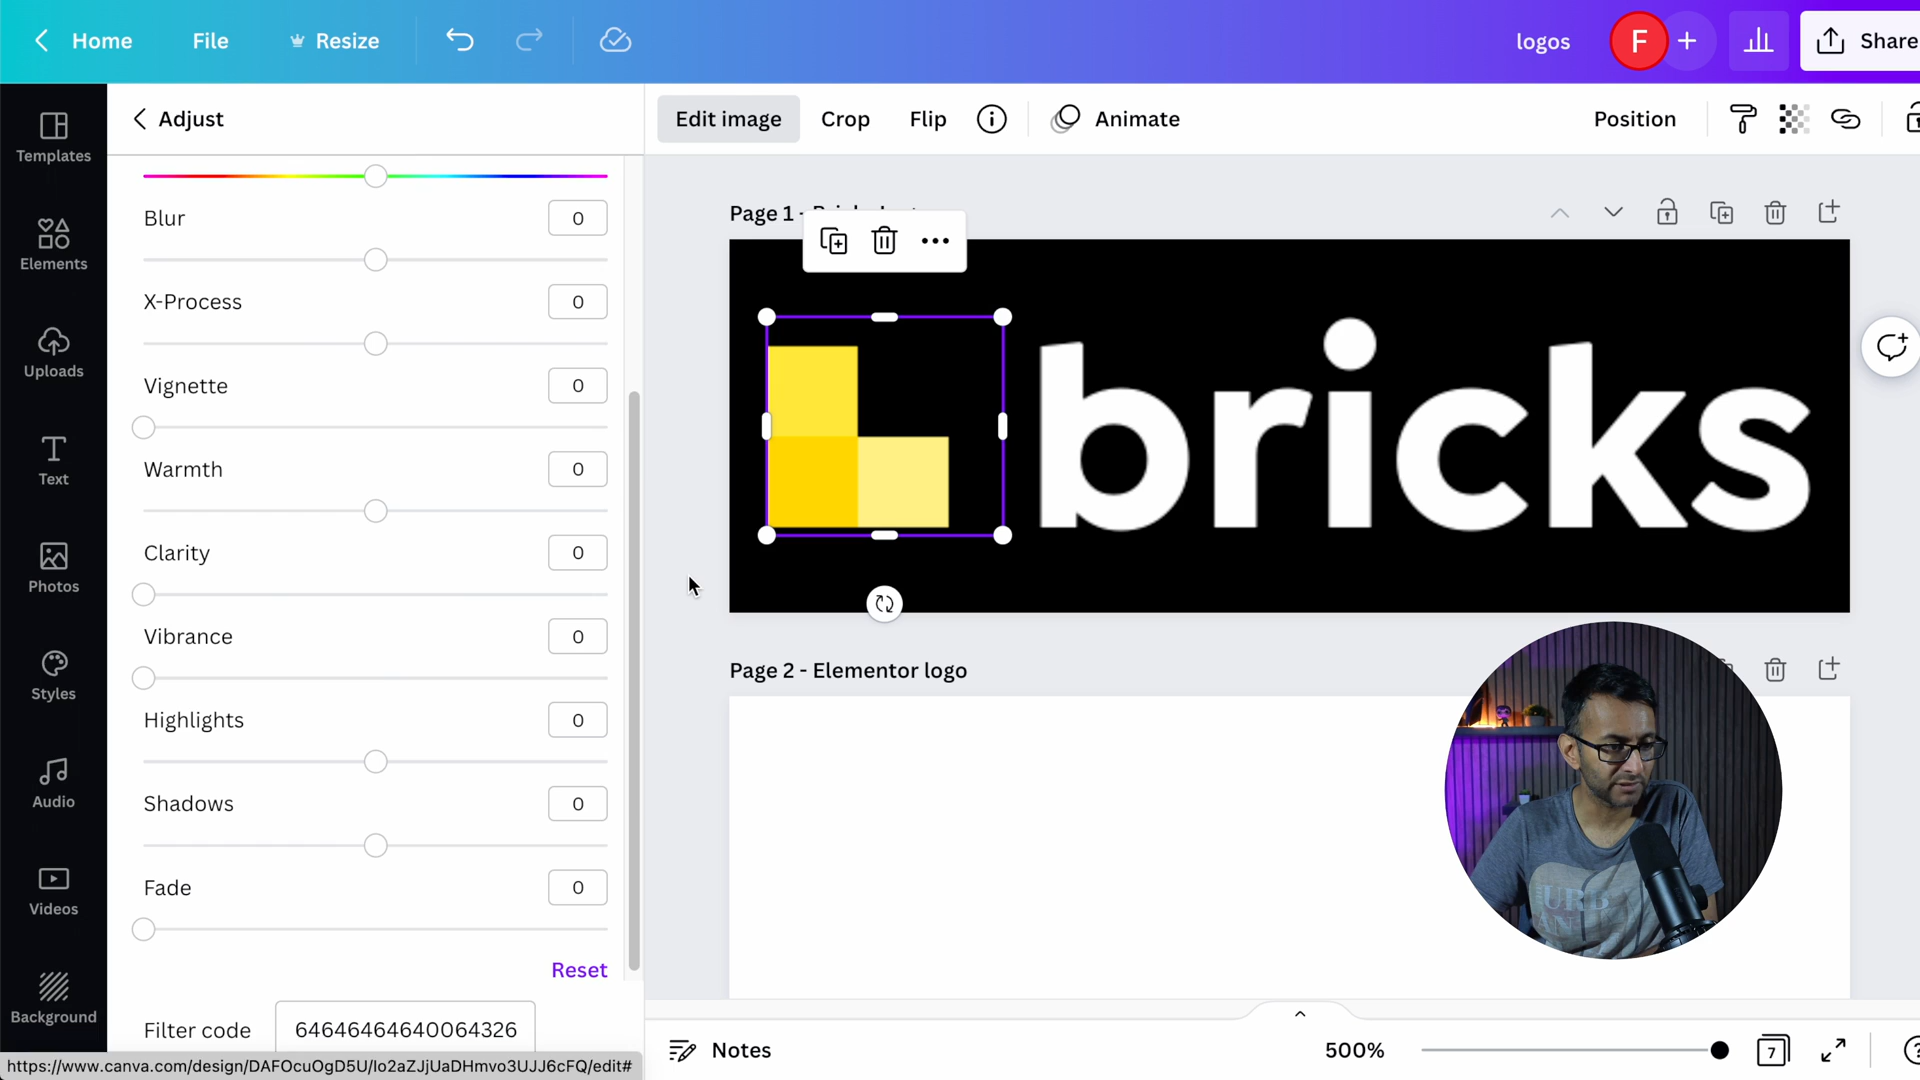 Home
File
Resize
logos
F
Share
Templates
Elements
Uploads
Text
Photos
Styles
Audio
Videos
Background
Adjust
Blur 0
X-Process 0
Vignette 0
Warmth 0
Clarity 0
Vibrance 0
Highlights 0
Shadows 0
Fade 0
Reset
Filter code 64646464640064326
https://www.canva.com/design/DAFOcuOgD5U/Io2aZJjUaDHmvo3UJJ6cFQ/edit#
Edit image
Crop
Flip
Animate
Position
Page 1 -
bricks
Page 2 - Elementor logo
URB
AN
Notes
500%
7